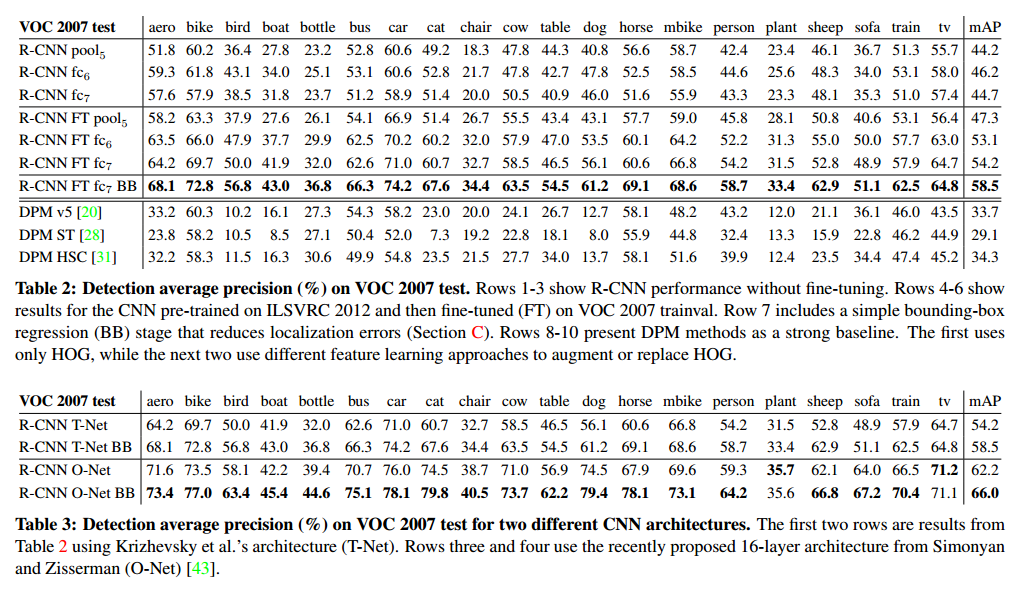 VOC 2007 test aero bike bird boat bottle bus car cat chair cow table dog horse mbike person plant sheep sofa train tv mAP
R-CNN pool5 51.8 60.2 36.4 27.8 23.2 52.8 60.6 49.2 18.3 47.8 44.3 40.8 56.6 58.7 42.4 23.4 46.1 36.7 51.3 55.7 44.2
R-CNN fc6 59.3 61.8 43.1 34.0 25.1 53.1 60.6 52.8 21.7 47.8 42.7 47.8 52.5 58.5 44.6 25.6 48.3 34.0 53.1 58.0 46.2
R-CNN fc7 57.6 57.9 38.5 31.8 23.7 51.2 58.9 51.4 20.0 50.5 40.9 46.0 51.6 55.9 43.3 23.3 48.1 35.3 51.0 57.4 44.7
R-CNN FT pool5 58.2 63.3 37.9 27.6 26.1 54.1 66.9 51.4 26.7 55.5 43.4 43.1 57.7 59.0 45.8 28.1 50.8 40.6 53.1 56.4 47.3
R-CNN FT fc6 63.5 66.0 47.9 37.7 29.9 62.5 70.2 60.2 32.0 57.9 47.0 53.5 60.1 64.2 52.2 31.3 55.0 50.0 57.7 63.0 53.1
R-CNN FT fc7 64.2 69.7 50.0 41.9 32.0 62.6 71.0 60.7 32.7 58.5 46.5 56.1 60.6 66.8 54.2 31.5 52.8 48.9 57.9 64.7 54.2
R-CNN FT fc7 BB 68.1 72.8 56.8 43.0 36.8 66.3 74.2 67.6 34.4 63.5 54.5 61.2 69.1 68.6 58.7 33.4 62.9 51.1 62.5 64.8 58.5
DPM v5 [20] 33.2 60.3 10.2 16.1 27.3 54.3 58.2 23.0 20.0 24.1 26.7 12.7 58.1 48.2 43.2 12.0 21.1 36.1 46.0 43.5 33.7
DPM ST [28] 23.8 58.2 10.5 8.5 27.1 50.4 52.0 7.3 19.2 22.8 18.1 8.0 55.9 44.8 32.4 13.3 15.9 22.8 46.2 44.9 29.1
DPM HSC [31] 32.2 58.3 11.5 16.3 30.6 49.9 54.8 23.5 21.5 27.7 34.0 13.7 58.1 51.6 39.9 12.4 23.5 34.4 47.4 45.2 34.3
Table 2: Detection average precision (%) on VOC 2007 test. Rows 1-3 show R-CNN performance without fine-tuning. Rows 4-6 show
results for the CNN pre-trained on ILSVRC 2012 and then fine-tuned (FT) on VOC 2007 trainval. Row 7 includes a simple bounding-box
regression (BB) stage that reduces localization errors (Section C). Rows 8-10 present DPM methods as a strong baseline. The first uses
only HOG, while the next two use different feature learning approaches to augment or replace HOG.
VOC 2007 test aero bike bird boat bottle bus car cat chair cow table dog horse mbike person plant sheep sofa train tv mAP
R-CNN T-Net 64.2 69.7 50.0 41.9 32.0 62.6 71.0 60.7 32.7 58.5 46.5 56.1 60.6 66.8 54.2 31.5 52.8 48.9 57.9 64.7 54.2
R-CNN T-Net BB 68.1 72.8 56.8 43.0 36.8 66.3 74.2 67.6 34.4 63.5 54.5 61.2 69.1 68.6 58.7 33.4 62.9 51.1 62.5 64.8 58.5
R-CNN O-Net 71.6 73.5 58.1 42.2 39.4 70.7 76.0 74.5 38.7 71.0 56.9 74.5 67.9 69.6 59.3 35.7 62.1 64.0 66.5 71.2 62.2
R-CNN O-Net BB 73.4 77.0 63.4 45.4 44.6 75.1 78.1 79.8 40.5 73.7 62.2 79.4 78.1 73.1 64.2 35.6 66.8 67.2 70.4 71.1 66.0
Table 3: Detection average precision (%) on VOC 2007 test for two different CNN architectures. The first two rows are results from
Table 2 using Krizhevsky et al.'s architecture (T-Net). Rows three and four use the recently proposed 16-layer architecture from Simonyan
and Zisserman (O-Net) [43].